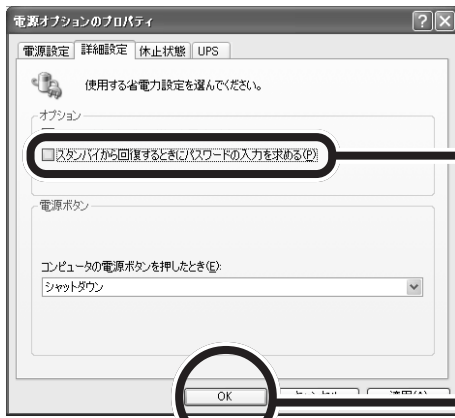 電源オプションのプロパティ
電源設定 詳細設定 休止状態 UPS
使用する省電力設定を選んでください。
オプション
スタンバイから回復するときにパスワードの入力を求める(P)
電源ボタン
コンピュータの電源ボタンを押したとき(E):
シャットダウン
OK